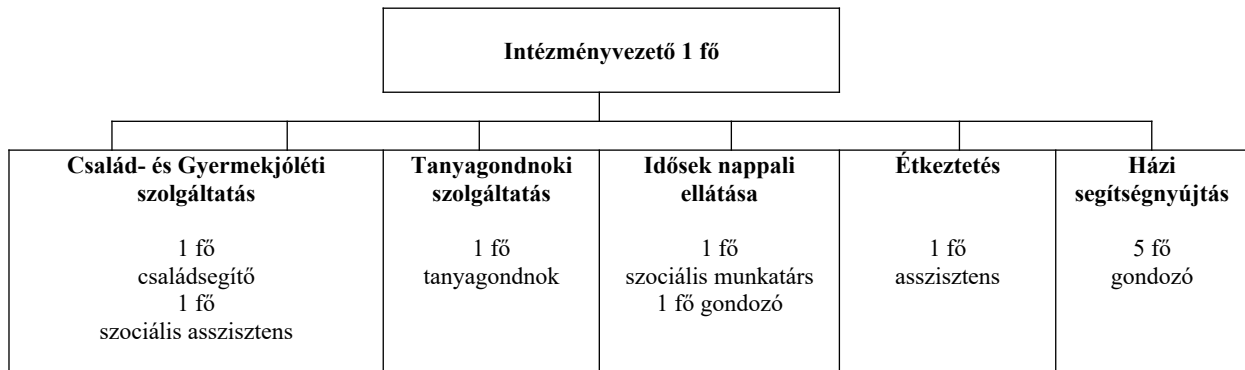 Intézményvezető 1 fő
Család- és Gyermekjóléti
szolgáltatás
1 fő
családsegítő
1 fő
szociális asszisztens
Tanyagondnoki
szolgáltatás
1 fő
tanyagondnok
Idősek nappali
ellátása
1 fő
szociális munkatárs
1 fő gondozó
Étkeztetés
1 fő
asszisztens
Házi
segítségnyújtás
5 fő
gondozó